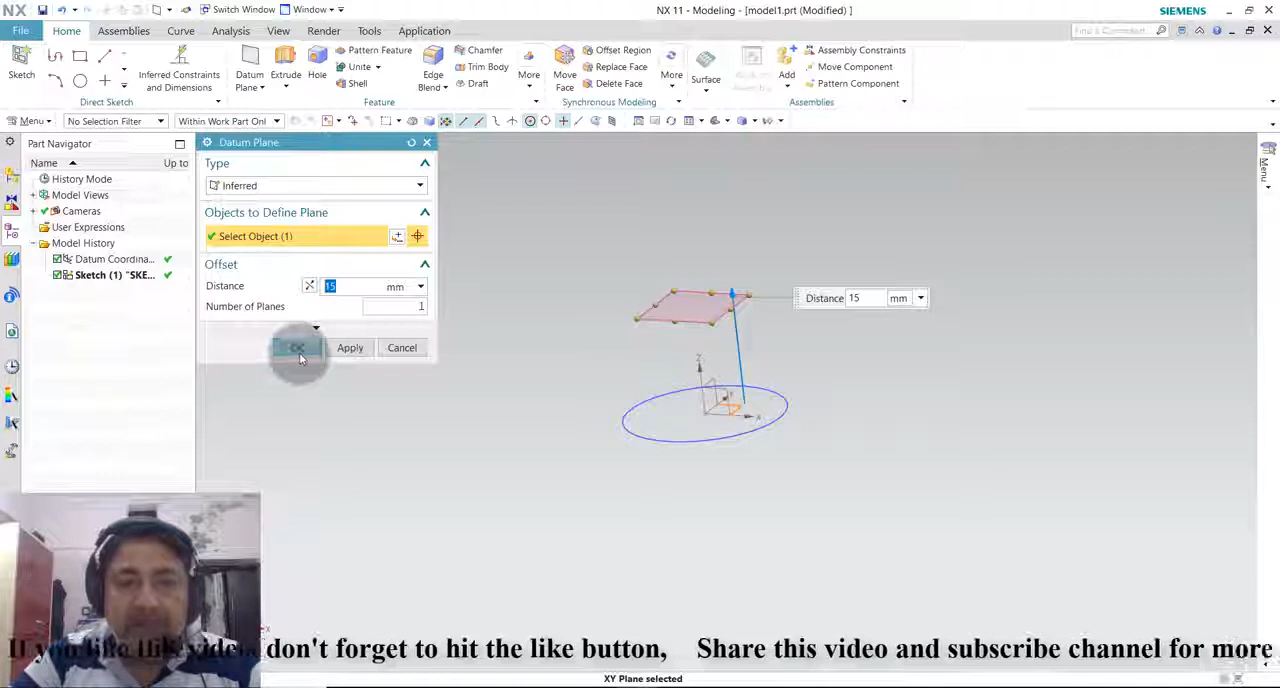 NX Switch Window Window NX 11 - Modeling - [model1.prt (Modified) ] SIEMENS
File Home Assemblies Curve Analysis View Render Tools Application Find a Command
Sketch Inferred Constraints and Dimensions Datum Plane Extrude Hole Pattern Feature Unite Shell Edge Blend Chamfer Trim Body Draft More Move Face Offset Region Replace Face Delete Face More Surface Add Assembly Constraints Move Component Pattern Component
Direct Sketch Feature Synchronous Modeling Assemblies
Menu No Selection Filter Within Work Part Onl
Part Navigator
Name Up to
History Mode
Model Views
Cameras
User Expressions
Model History
Datum Coordina...
Sketch (1) "SKE...
Datum Plane
Type
Inferred
Objects to Define Plane
Select Object (1)
Offset
Distance 15 mm
Number of Planes 1
Apply Cancel
Distance 15 mm
Z
Y
X
Menu
don't forget to hit the like button, Share this video and subscribe channel for more
XY Plane selected